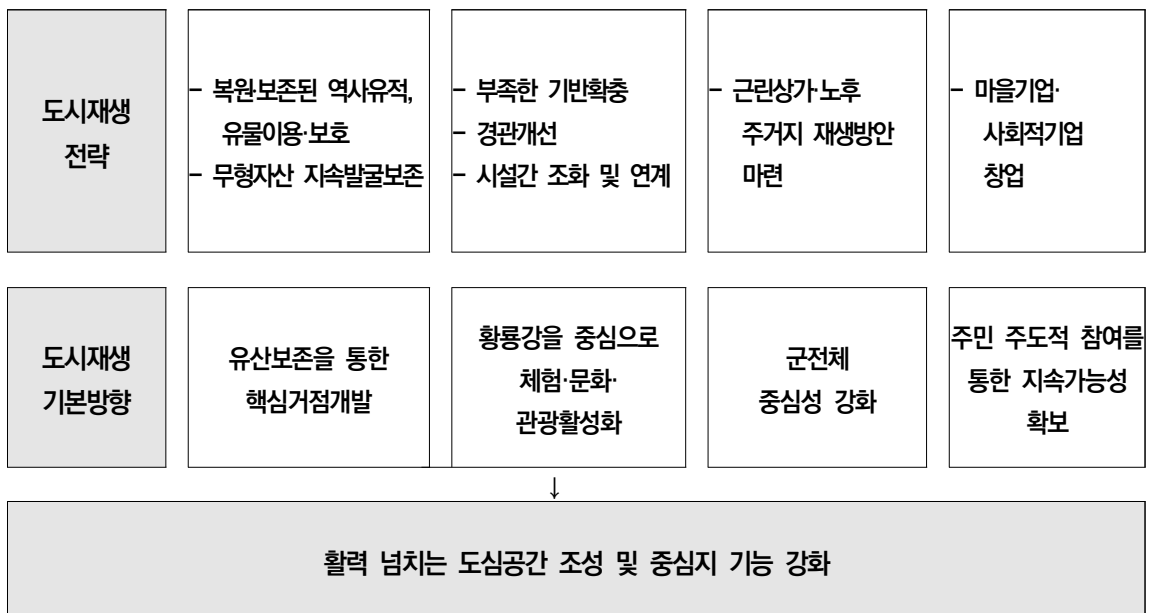 도시재생
전략
- 복원보존된 역사유적,
유물이용·보호
- 무형자산 지속발굴보존
- 부족한 기반확충
- 경관개선
- 시설간 조화 및 연계
- 근린상가·노후
주거지 재생방안
마련
- 마을기업·
사회적기업
창업
도시재생
기본방향
유산보존을 통한
핵심거점개발
황룡강을 중심으로
체험·문화·
관광활성화
군전체
중심성 강화
주민 주도적 참여를
통한 지속가능성
확보
↓
활력 넘치는 도심공간 조성 및 중심지 기능 강화